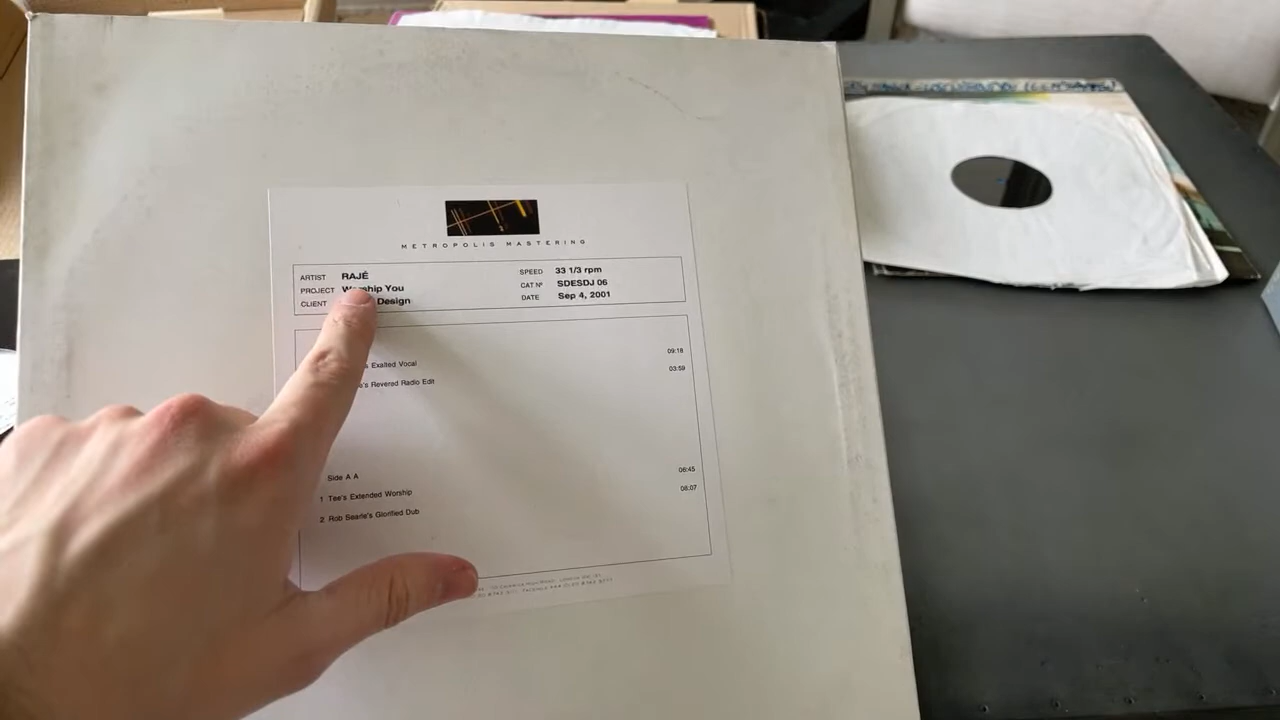 METROPOLIS MASTERING
ARTIST RAJÉ SPEED 33 1/3 rpm
PROJECT Worship You CAT Nº SDESDJ 06
CLIENT Design DATE Sep 4, 2001
09:18
Exalted Vocal 03:59
Revered Radio Edit
Side A A 06:45
1 Tee's Extended Worship 08:07
2 Rob Searle's Glorified Dub